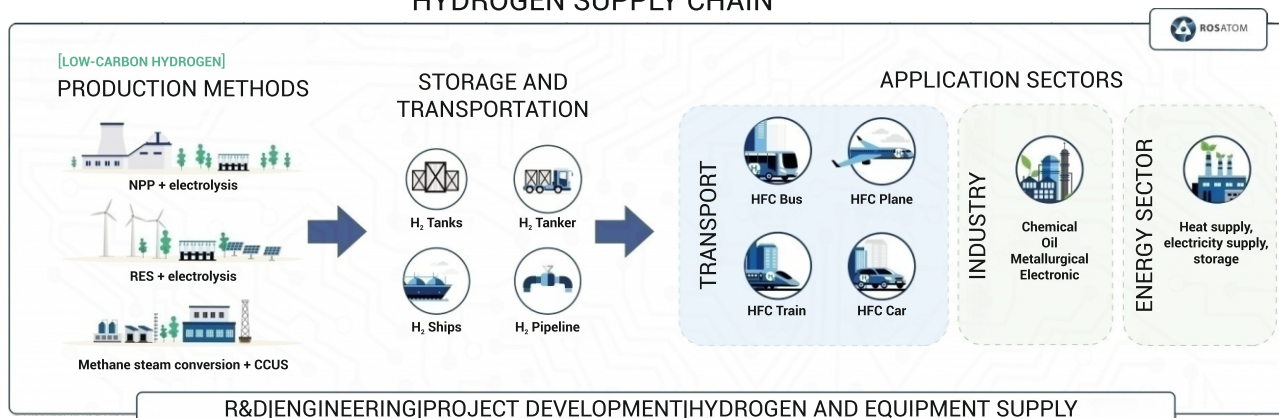 HYDROGEN SUPPLY CHAIN
ROSATOM
[LOW-CARBON HYDROGEN]
PRODUCTION METHODS
NPP + electrolysis
RES + electrolysis
Methane steam conversion + CCUS
STORAGE AND
TRANSPORTATION
H₂ Tanks
H₂ Tanker
H₂ Ships
H₂ Pipeline
APPLICATION SECTORS
TRANSPORT
HFC Bus
HFC Plane
HFC Train
HFC Car
INDUSTRY
Chemical
Oil
Metallurgical
Electronic
ENERGY SECTOR
Heat supply,
electricity supply,
storage
R&D|ENGINEERING|PROJECT DEVELOPMENT|HYDROGEN AND EQUIPMENT SUPPLY